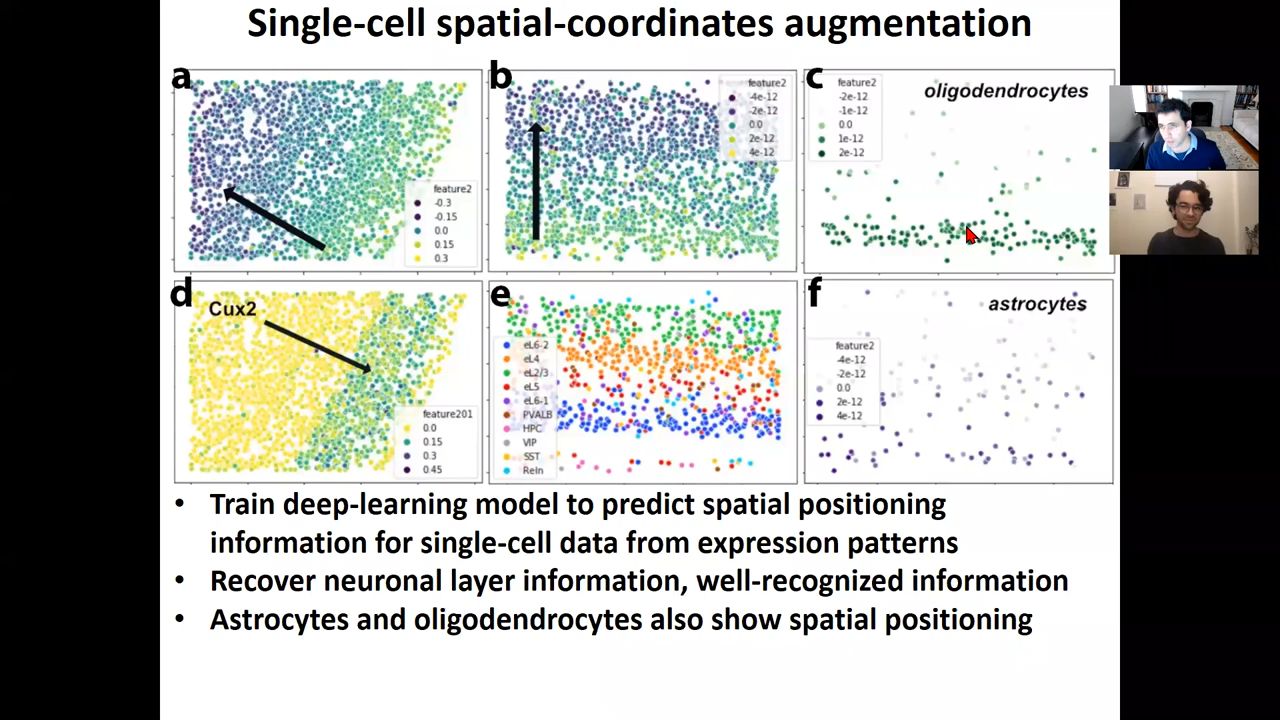 Single-cell spatial-coordinates augmentation
a
feature2
-0.3
-0.15
0.0
0.15
0.3
b
feature2
-4e-12
-2e-12
0.0
2e-12
4e-12
c
feature2
-2e-12
-1e-12
0.0
1e-12
2e-12
oligodendrocytes
d
Cux2
feature201
0.0
0.15
0.3
0.45
e
eL6-2
eL4
eL2/3
eL5
eL6-1
PVALB
HPC
VIP
SST
Reln
f
astrocytes
feature2
-4e-12
-2e-12
0.0
2e-12
4e-12
• Train deep-learning model to predict spatial positioning
information for single-cell data from expression patterns
• Recover neuronal layer information, well-recognized information
• Astrocytes and oligodendrocytes also show spatial positioning